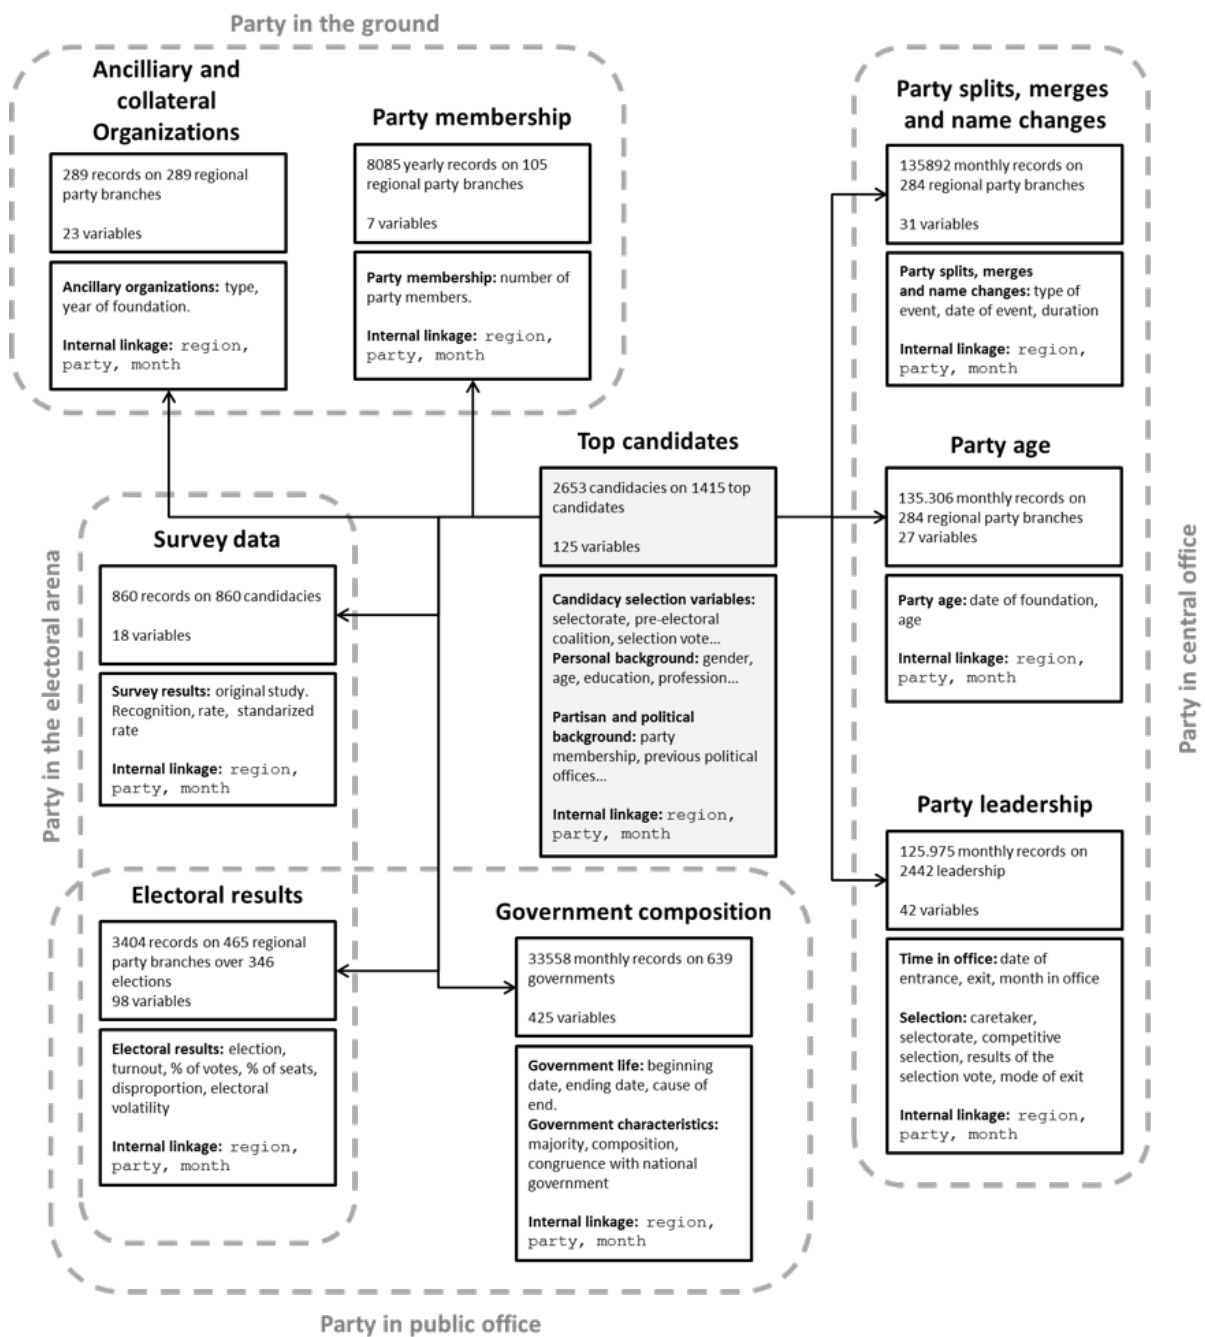 Party in the ground
Ancilliary and
collateral
Organizations
289 records on 289 regional
party branches
23 variables
Ancillary organizations: type,
year of foundation.
Internal linkage: region,
party, month
Party membership
8085 yearly records on 105
regional party branches
7 variables
Party membership: number of
party members.
Internal linkage: region,
party, month
Party splits, merges
and name changes
135892 monthly records on
284 regional party branches
31 variables
Party splits, merges
and name changes: type of
event, date of event, duration
Internal linkage: region,
party, month
Top candidates
2653 candidacies on 1415 top
candidates
125 variables
Candidacy selection variables:
selectorate, pre-electoral
coalition, selection vote...
Personal background: gender,
age, education, profession...
Partisan and political
background: party
membership, previous political
offices...
Internal linkage: region,
party, month
Party age
135.306 monthly records on
284 regional party branches
27 variables
Party age: date of foundation,
age
Internal linkage: region,
party, month
Party in central office
Party in the electoral arena
Survey data
860 records on 860 candidacies
18 variables
Survey results: original study.
Recognition, rate, standarized
rate
Internal linkage: region,
party, month
Party leadership
125.975 monthly records on
2442 leadership
42 variables
Time in office: date of
entrance, exit, month in office
Selection: caretaker,
selectorate, competitive
selection, results of the
selection vote, mode of exit
Internal linkage: region,
party, month
Electoral results
3404 records on 465 regional
party branches over 346
elections
98 variables
Electoral results: election,
turnout, % of votes, % of seats,
disproportion, electoral
volatility
Internal linkage: region,
party, month
Government composition
33558 monthly records on 639
governments
425 variables
Government life: beginning
date, ending date, cause of
end.
Government characteristics:
majority, composition,
congruence with national
government
Internal linkage: region,
party, month
Party in public office